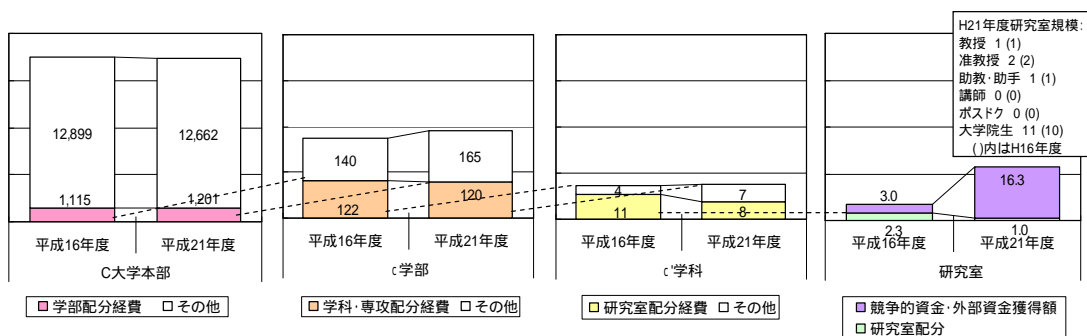 H21年度研究室規模:
教授 1 (1)
准教授 2 (2)
助教・助手 1 (1)
講師 0 (0)
ポスドク 0 (0)
大学院生 11 (10)
()内はH16年度
12,899
12,662
1,115
1,201
平成16年度
平成21年度
C大学本部
学部配分経費
その他
140
165
122
120
平成16年度
平成21年度
c学部
学科・専攻配分経費
その他
4
7
11
8
平成16年度
平成21年度
c'学科
研究室配分経費
その他
3.0
16.3
2.3
1.0
平成16年度
平成21年度
研究室
競争的資金・外部資金獲得額
研究室配分